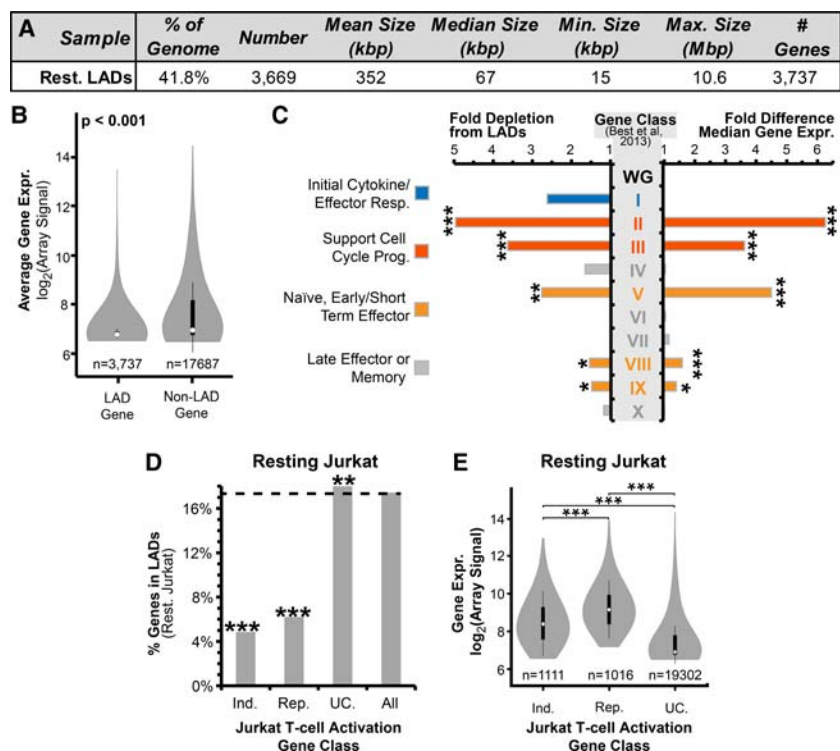 A
Sample
% of Genome
Number
Mean Size (kbp)
Median Size (kbp)
Min. Size (kbp)
Max. Size (Mbp)
# Genes
Rest. LADs 41.8% 3,669 352 67 15 10.6 3,737
B
p < 0.001
Average Gene Expr.
log2(Array Signal)
14
12
10
8
6
n=3,737 n=17687
LAD Gene
Non-LAD Gene
C
Fold Depletion from LADs
Gene Class
(Best et al, 2013)
Fold Difference
Median Gene Expr.
5 4 3 2 1 1 2 3 4 5 6
WG
Initial Cytokine/
Effector Resp.
Support Cell
Cycle Prog.
Naïve, Early/Short
Term Effector
Late Effector or
Memory
I
*** II ***
*** III ***
IV
** V ***
VI
VII
* VIII ***
* IX *
X
D
Resting Jurkat
% Genes in LADs
(Rest. Jurkat)
16%
12%
8%
4%
0%
*** *** **
Ind. Rep. UC. All
Jurkat T-cell Activation
Gene Class
E
Resting Jurkat
Gene Expr.
log2(Array Signal)
14
12
10
8
6
***
***
***
n=1111 n=1016 n=19302
Ind. Rep. UC.
Jurkat T-cell Activation
Gene Class